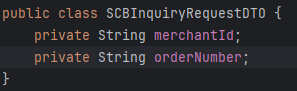 public class SCBInquiryRequestDTO {
    private String merchantId;
    private String orderNumber;
}